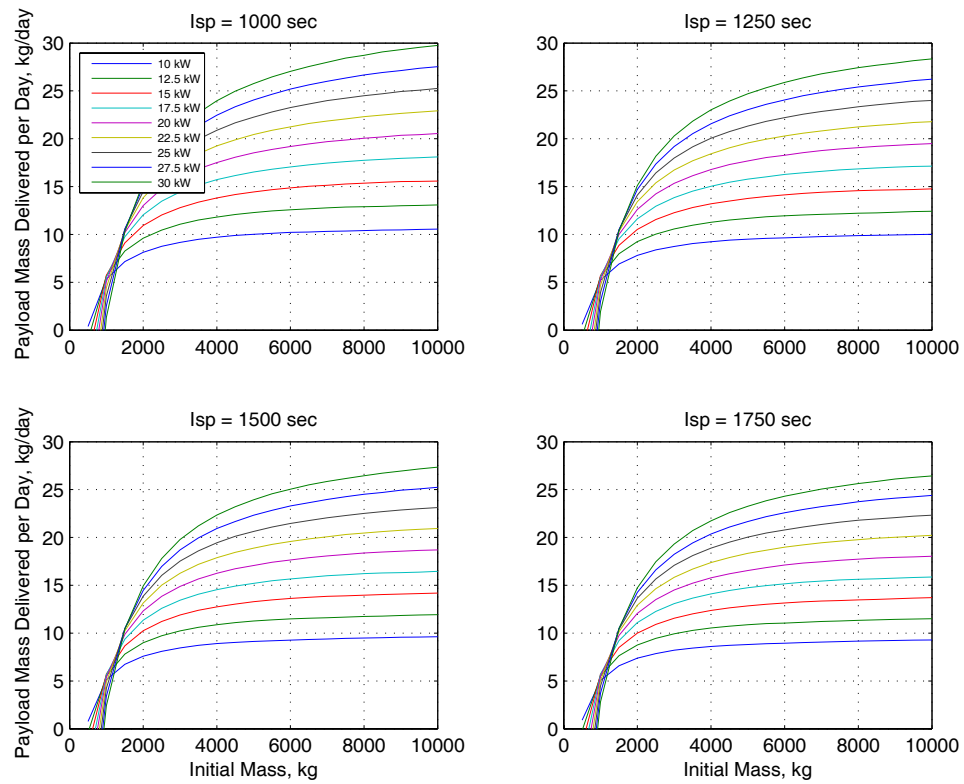 Isp = 1000 sec
Payload Mass Delivered per Day, kg/day
30
25
20
15
10
5
0
10 kW
12.5 kW
15 kW
17.5 kW
20 kW
22.5 kW
25 kW
27.5 kW
30 kW
0 2000 4000 6000 8000 10000
Isp = 1250 sec
30
25
20
15
10
5
0
0 2000 4000 6000 8000 10000
Isp = 1500 sec
Payload Mass Delivered per Day, kg/day
30
25
20
15
10
5
0
0 2000 4000 6000 8000 10000
Initial Mass, kg
Isp = 1750 sec
30
25
20
15
10
5
0
0 2000 4000 6000 8000 10000
Initial Mass, kg